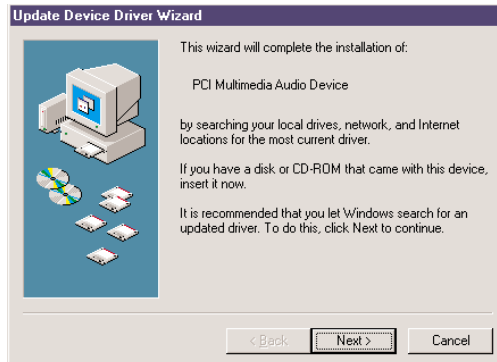 Update Device Driver Wizard
This wizard will complete the installation of:
PCI Multimedia Audio Device
by searching your local drives, network, and Internet
locations for the most current driver.
If you have a disk or CD-ROM that came with this device,
insert it now.
It is recommended that you let Windows search for an
updated driver. To do this, click Next to continue.
< Back
Next >
Cancel